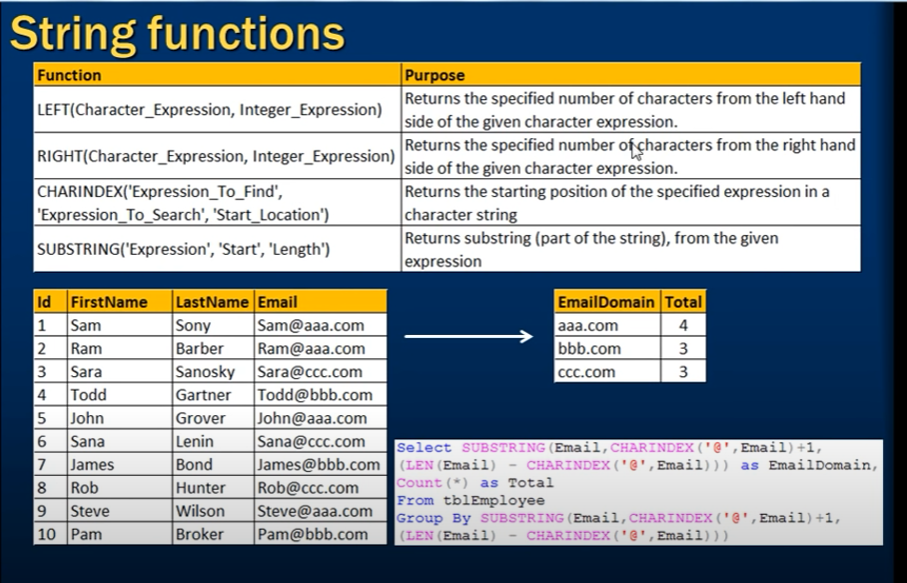 String functions
Function Purpose
LEFT(Character_Expression, Integer_Expression) Returns the specified number of characters from the left hand
side of the given character expression.
RIGHT(Character_Expression, Integer_Expression) Returns the specified number of characters from the right hand
side of the given character expression.
CHARINDEX('Expression_To_Find', Returns the starting position of the specified expression in a
'Expression_To_Search', 'Start_Location') character string
SUBSTRING('Expression', 'Start', 'Length') Returns substring (part of the string), from the given
expression
Id FirstName LastName Email
1 Sam Sony Sam@aaa.com
2 Ram Barber Ram@aaa.com
3 Sara Sanosky Sara@ccc.com
4 Todd Gartner Todd@bbb.com
5 John Grover John@aaa.com
6 Sana Lenin Sana@ccc.com
7 James Bond James@bbb.com
8 Rob Hunter Rob@ccc.com
9 Steve Wilson Steve@aaa.com
10 Pam Broker Pam@bbb.com
EmailDomain Total
aaa.com 4
bbb.com 3
ccc.com 3
Select SUBSTRING(Email,CHARINDEX('@',Email)+1,
(LEN(Email) - CHARINDEX('@',Email))) as EmailDomain,
Count(*) as Total
From tblEmployee
Group By SUBSTRING(Email,CHARINDEX('@',Email)+1,
(LEN(Email) - CHARINDEX('@',Email)))